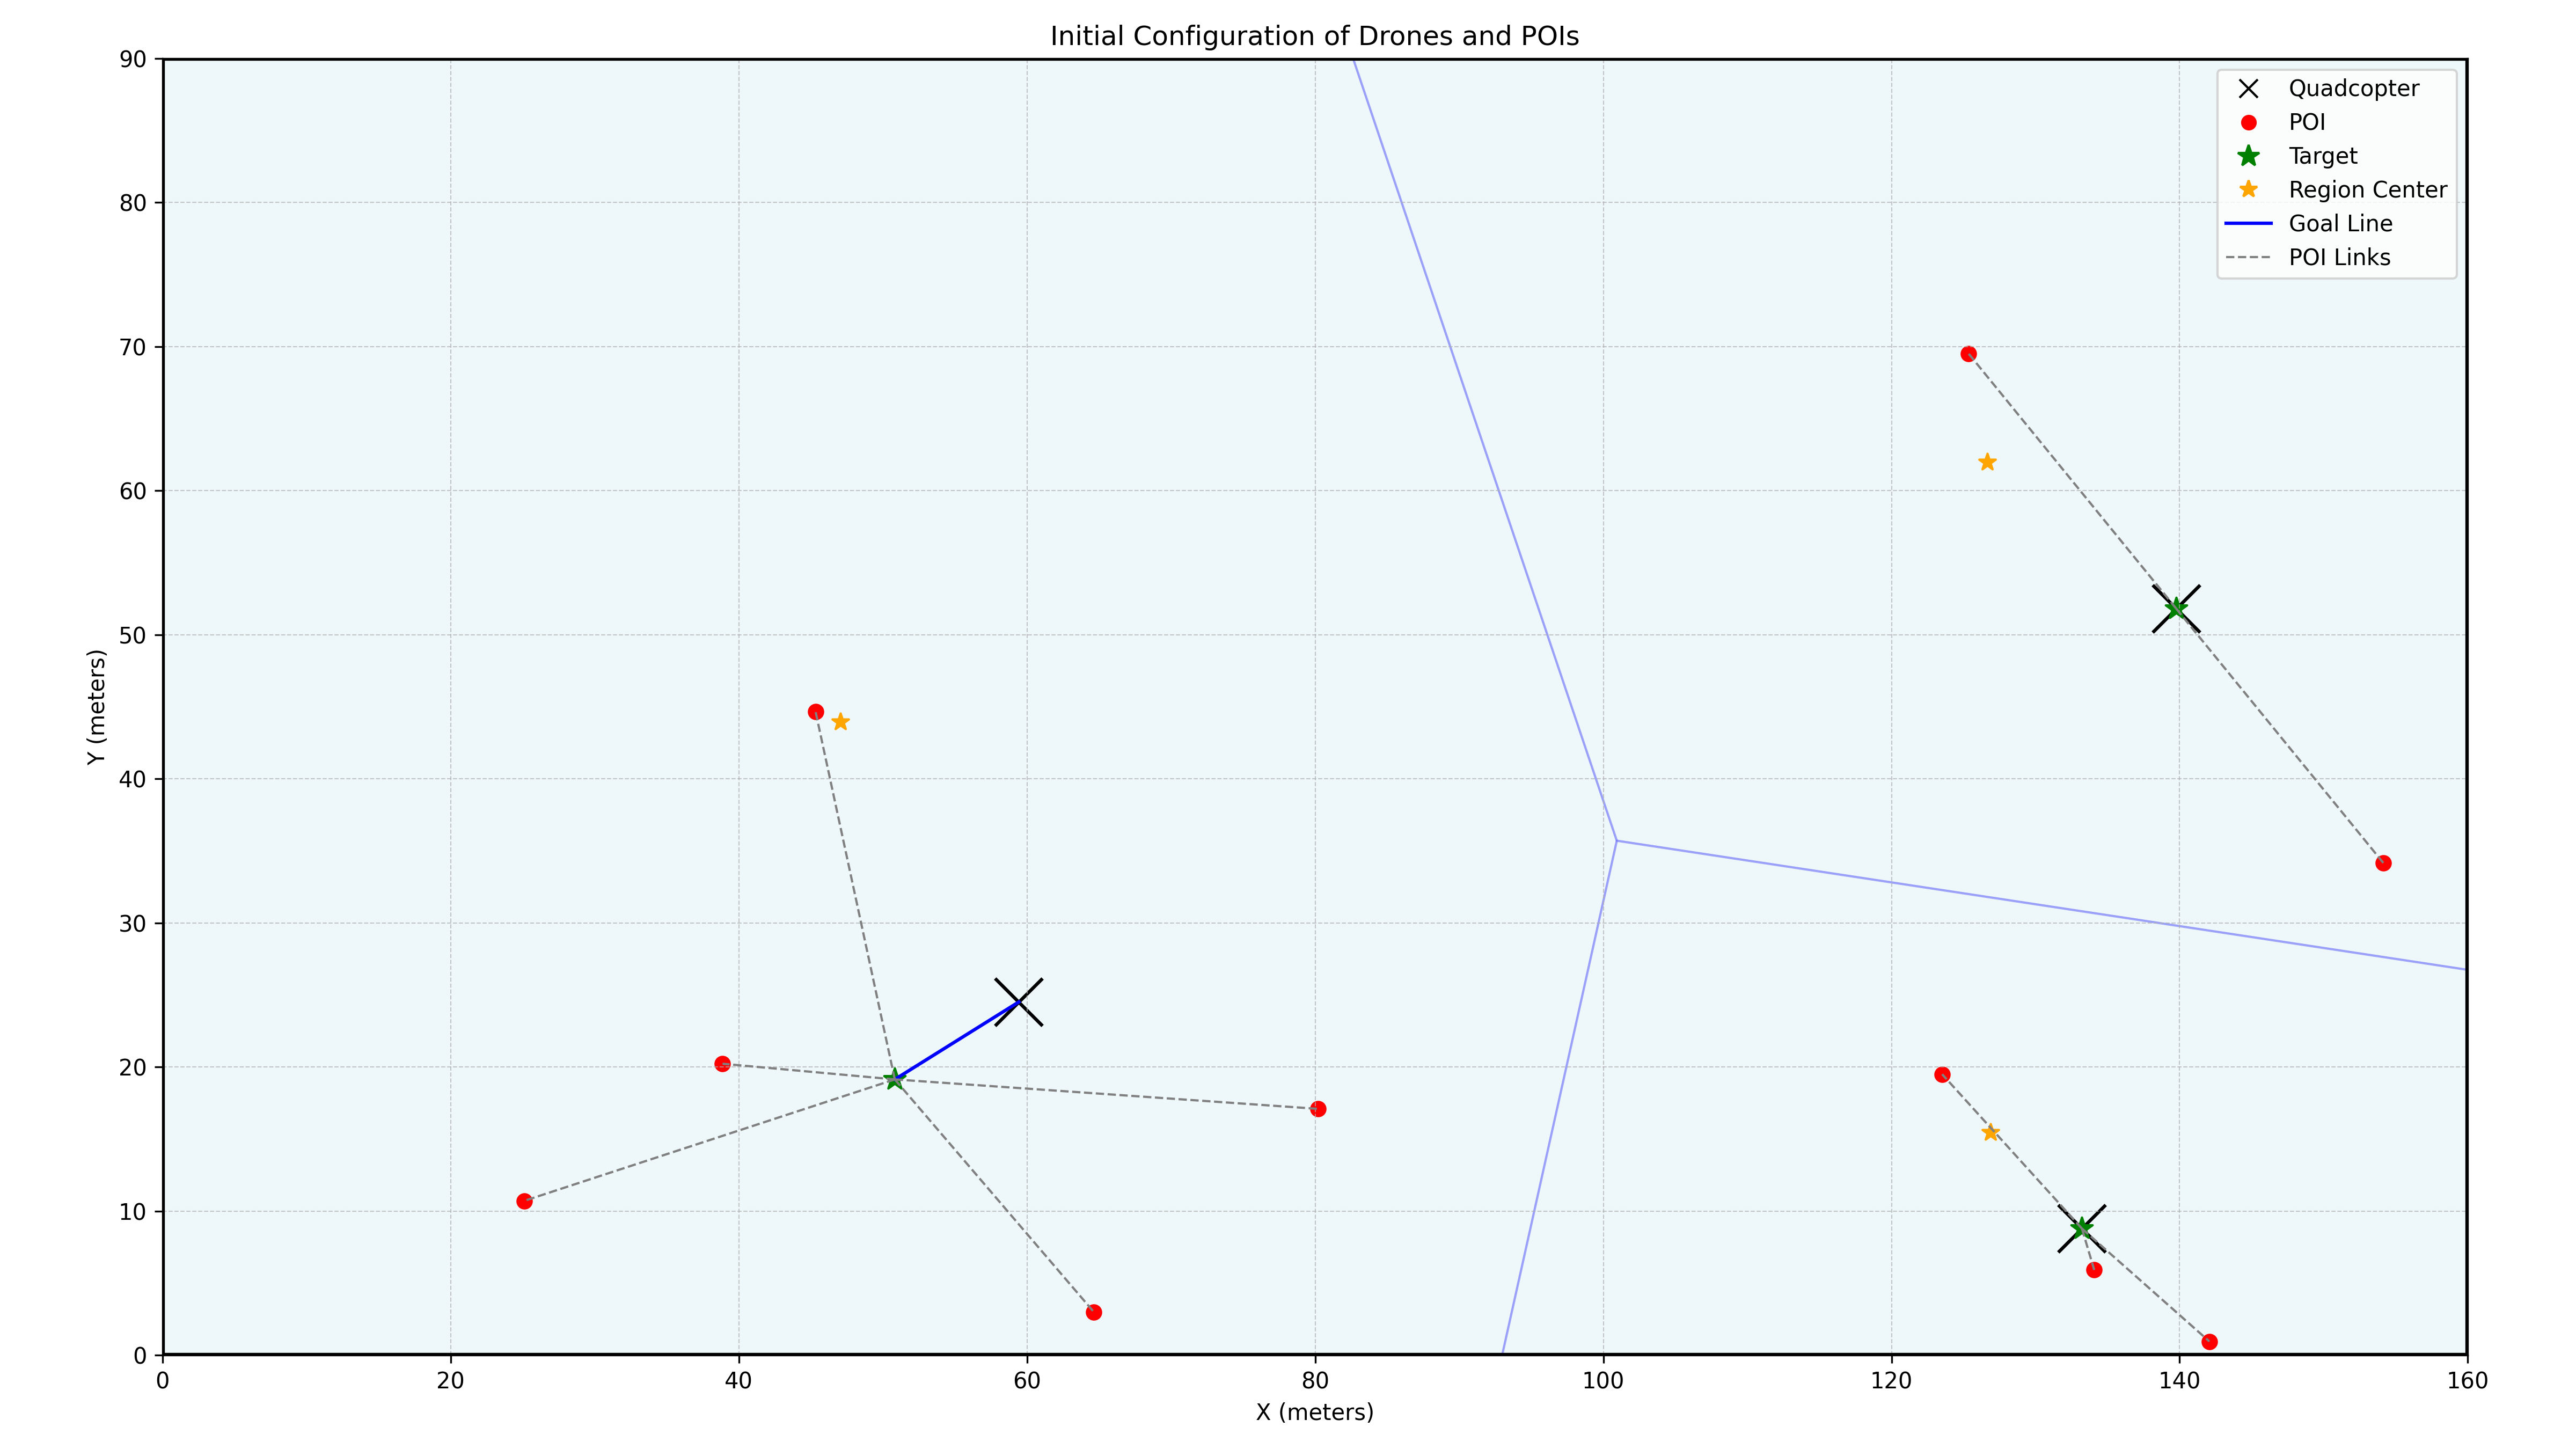 Initial Configuration of Drones and POIs
Quadcopter
POI
Target
Region Center
Goal Line
POI Links
Y (meters)
90
80
70
60
50
40
30
20
10
0
0 20 40 60 80 100 120 140 160
X (meters)